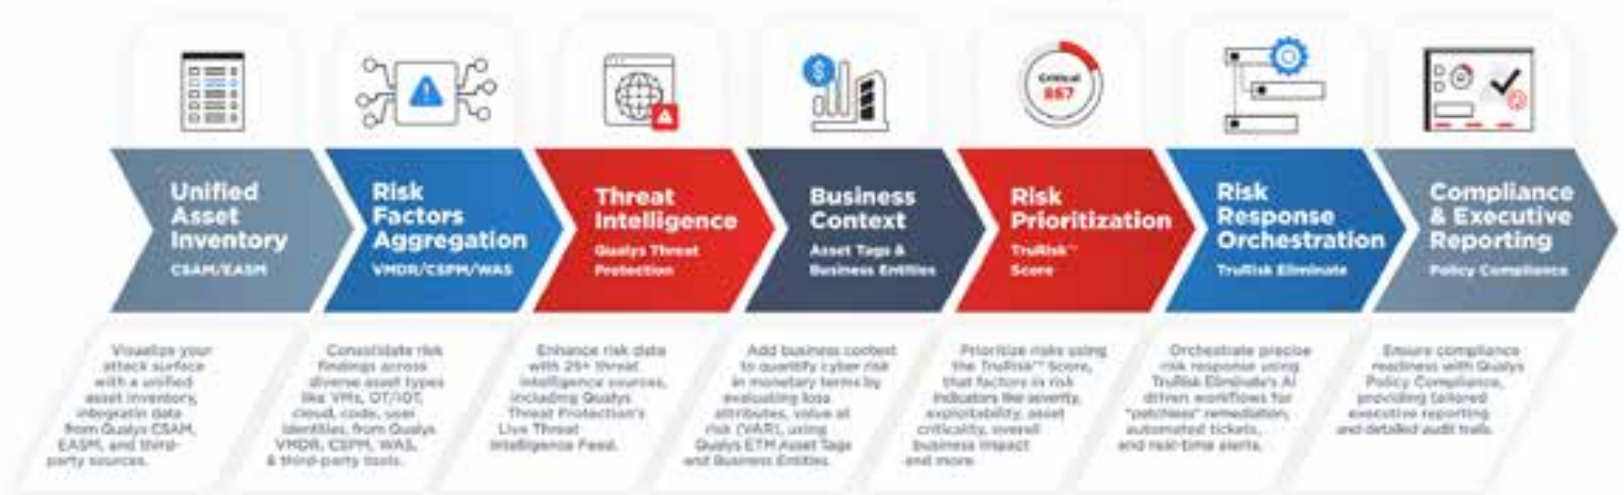 Critical
857
Unified
Asset
Inventory
CSAM/EASM
Visualize your
attack surface
with a unified
asset inventory,
integratin data
from Qualys CSAM,
EASM, and third-
party sources.
Risk
Factors
Aggregation
VMDR/CSPM/WAS
Consolidate risk
findings across
diverse asset types
like VMs, OT/IOT,
cloud, code, user
identities, from Qualys
VMDR, CSPM, WAS,
& third-party tools.
Threat
Intelligence
Qualys Threat
Protection
Enhance risk data
with 25+ threat
intelligence sources,
including Qualys
Threat Protection's
Live Threat
Intelligence Feed.
Business
Context
Asset Tags &
Business Entities
Add business context
to quantify cyber risk
in monetary terms by
evaluating loss
attributes, value at
risk (VAR), using
Qualys ETM Asset Tags
and Business Entities.
Risk
Prioritization
TruRisk™
Score
Prioritize risks using
the TruRisk™ Score,
that factors in risk
indicators like severity,
exploitability, asset
criticality, overall
business impact
and more
Risk
Response
Orchestration
TruRisk Eliminate
Orchestrate precise
risk response using
TruRisk Eliminate's AI
driven workflows for
"patchless" remediation,
automated tickets,
and real-time alerts.
Compliance
& Executive
Reporting
Policy Compliance
Ensure compliance
readiness with Qualys
Policy Compliance,
providing tailored
executive reporting
and detailed audit trails.